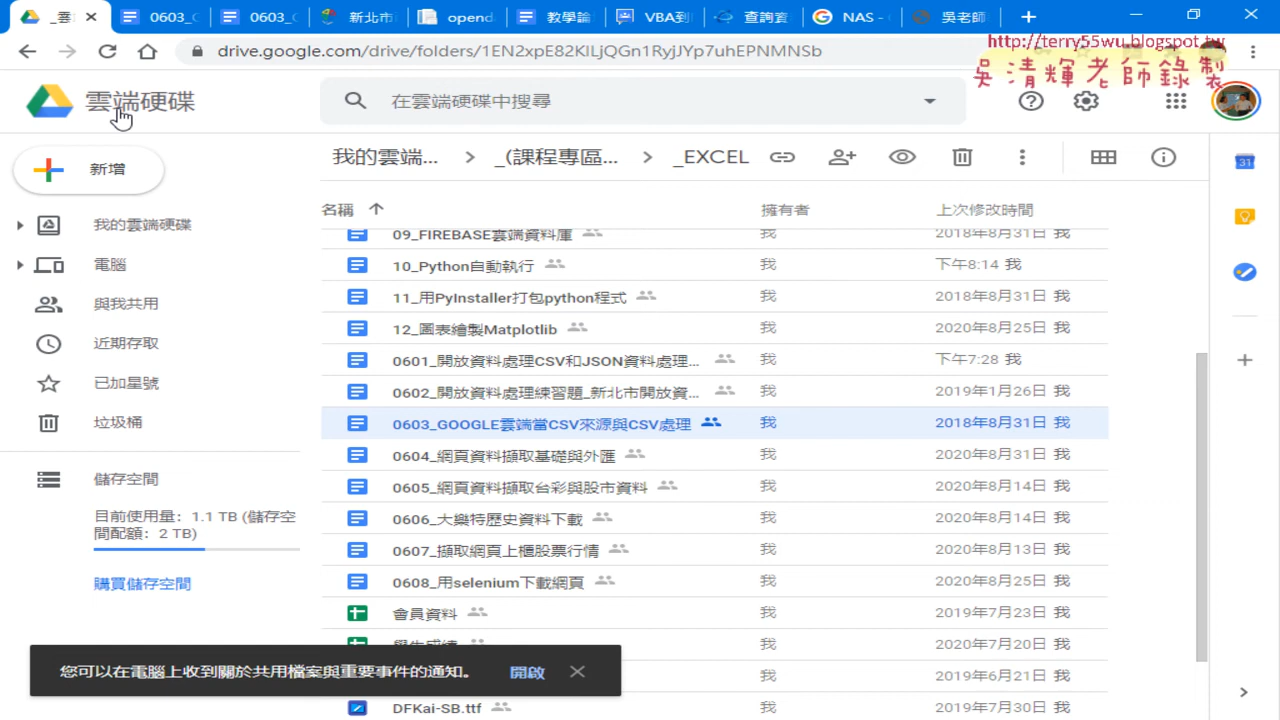 _雲
0603_C
0603_C
新北市
opend
教學論
VBA到
查詢簽
NAS -
吳老師
drive.google.com/drive/folders/1EN2xpE82KILjQGn1RyjJYp7uhEPNMNSb
http://terry55wu.blogspot.tw
吳清輝老師錄製
雲端硬碟
在雲端硬碟中搜尋
新增
我的雲端... > _(課程專區... > _EXCEL
名稱 擁有者 上次修改時間
我的雲端硬碟
電腦
與我共用
近期存取
已加星號
垃圾桶
儲存空間
目前使用量: 1.1 TB (儲存空
間配額: 2 TB)
購買儲存空間
09_FIREBASE雲端資料庫 我 2018年8月31日 我
10_Python自動執行 我 下午8:14 我
11_用PyInstaller打包python程式 我 2018年8月31日 我
12_圖表繪製Matplotlib 我 2020年8月25日 我
0601_開放資料處理CSV和JSON資料處理... 我 下午7:28 我
0602_開放資料處理練習題_新北市開放資... 我 2019年1月26日 我
0603_GOOGLE雲端當CSV來源與CSV處理 我 2018年8月31日 我
0604_網頁資料擷取基礎與外匯 我 2020年8月31日 我
0605_網頁資料擷取台彩與股市資料 我 2020年8月14日 我
0606_大樂特歷史資料下載 我 2020年8月14日 我
0607_擷取網頁上櫃股票行情 我 2020年8月13日 我
0608_用selenium下載網頁 我 2020年8月25日 我
會員資料 我 2019年7月23日 我
學生成績 我 2020年7月20日 我
我 2019年6月21日 我
DFKai-SB.ttf 我 2019年7月30日 我
您可以在電腦上收到關於共用檔案與重要事件的通知。 開啟
31